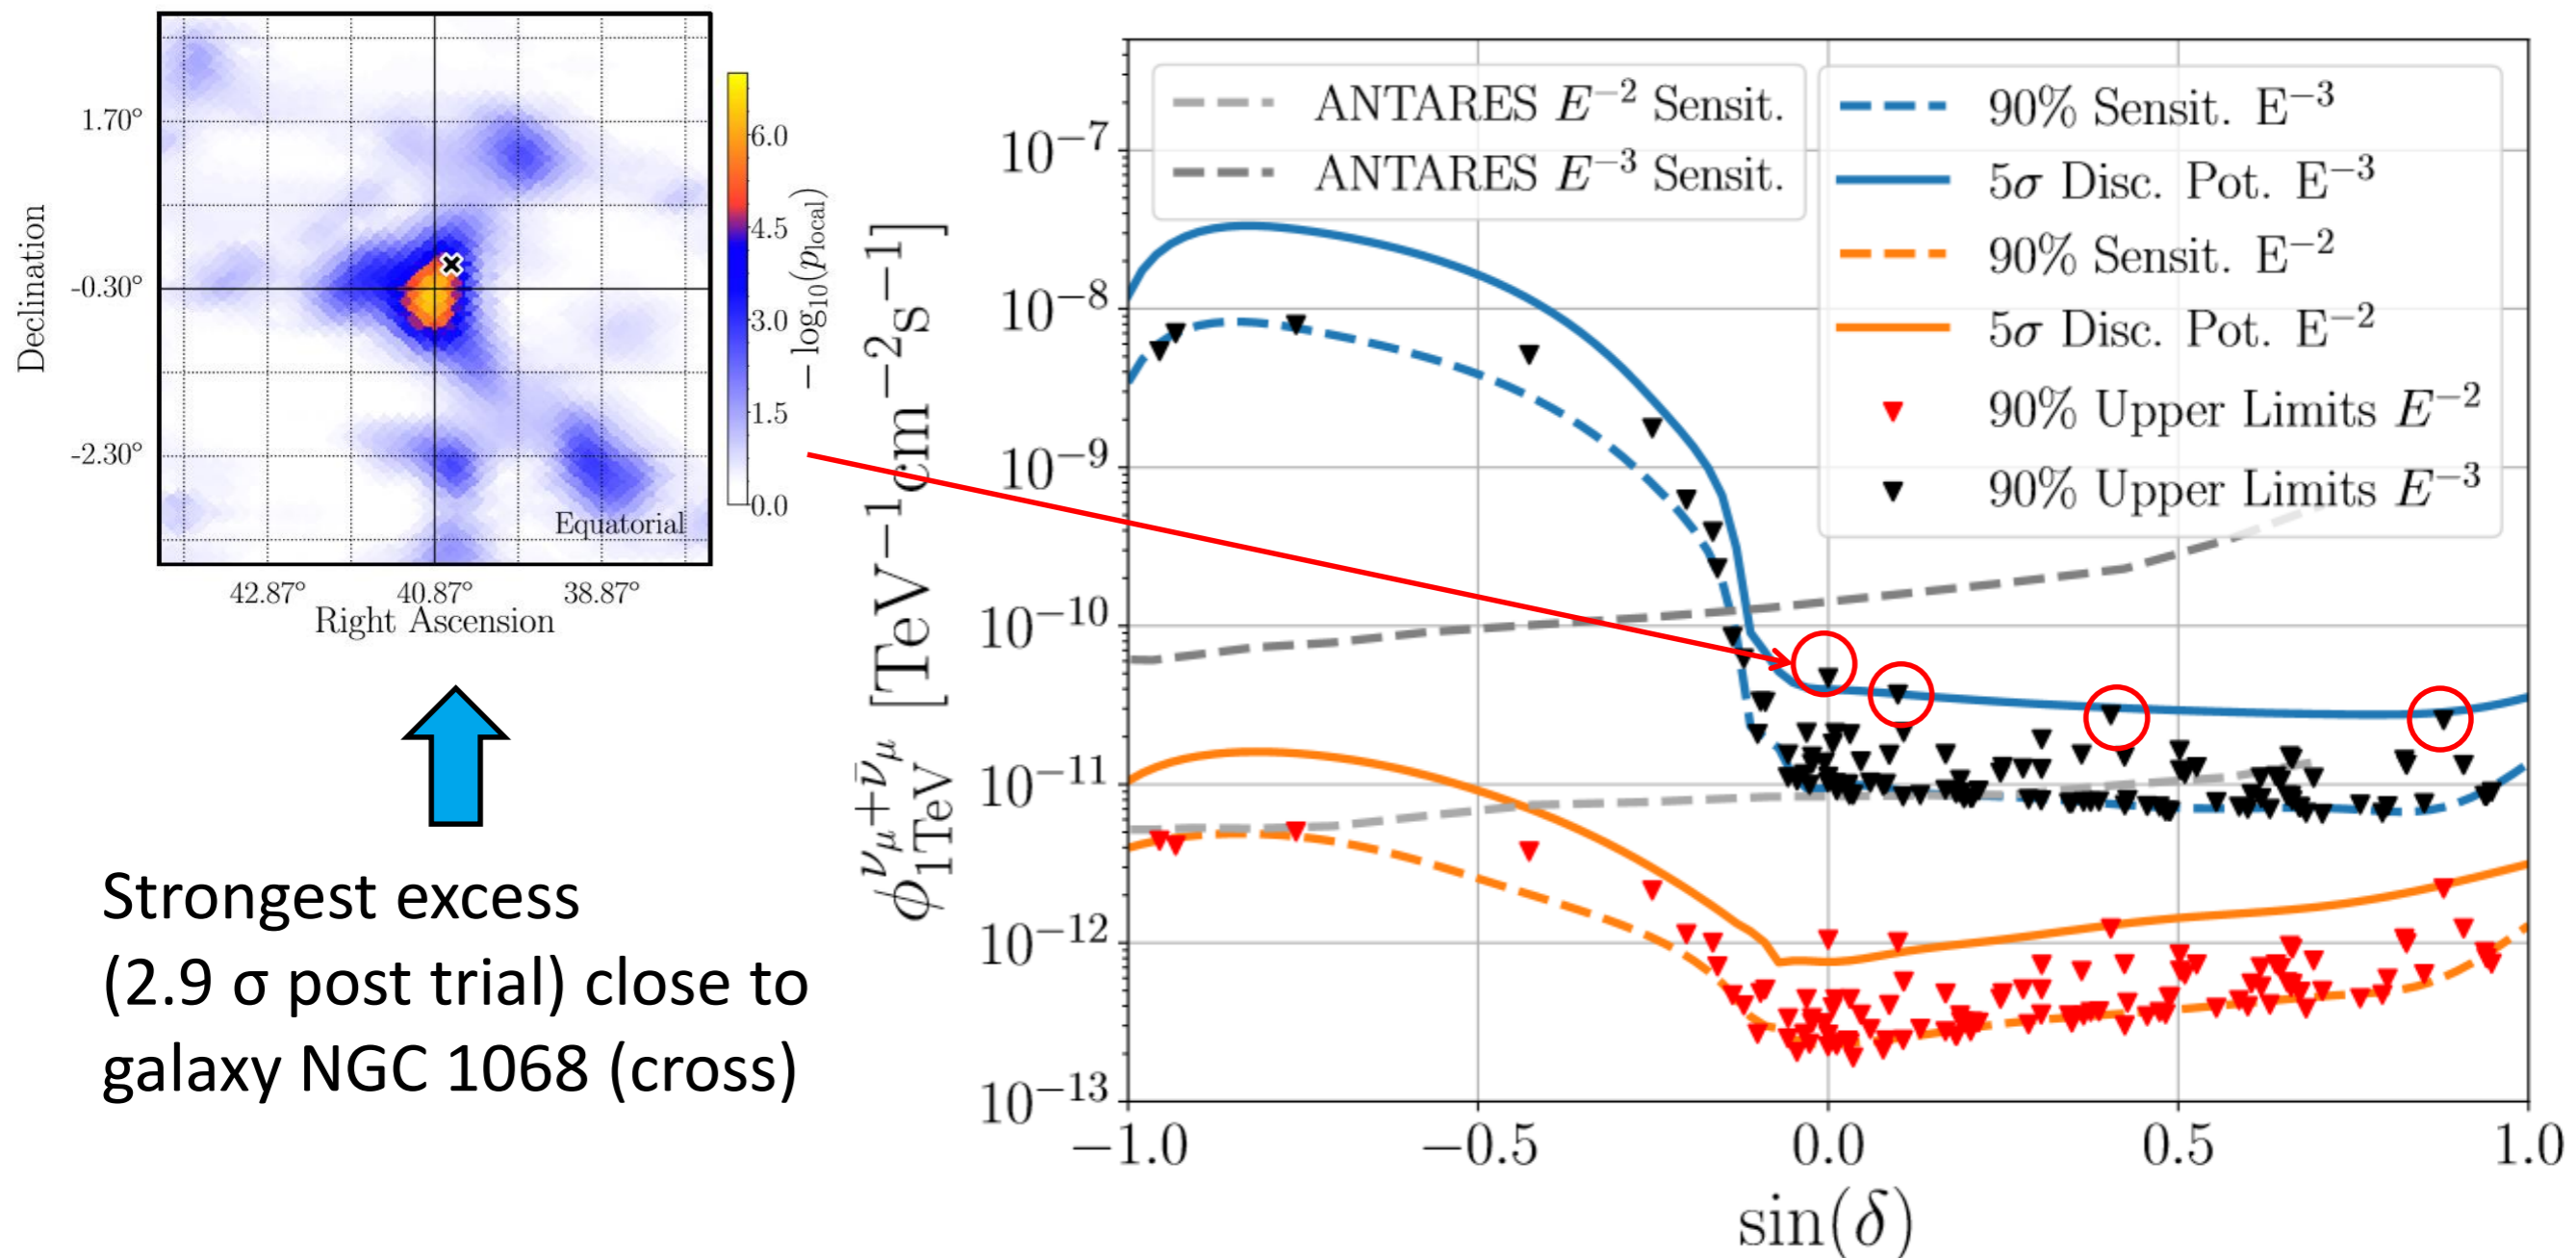 1.70°
-0.30°
-2.30°
Declination
42.87° 40.87° 38.87°
Right Ascension
Equatorial
6.0
4.5
3.0
1.5
0.0
− log₁₀(p_local)
Strongest excess
(2.9 σ post trial) close to
galaxy NGC 1068 (cross)
ANTARES E⁻² Sensit.
ANTARES E⁻³ Sensit.
90% Sensit. E⁻³
5σ Disc. Pot. E⁻³
90% Sensit. E⁻²
5σ Disc. Pot. E⁻²
90% Upper Limits E⁻²
90% Upper Limits E⁻³
10⁻⁷
10⁻⁸
10⁻⁹
10⁻¹⁰
10⁻¹¹
10⁻¹²
10⁻¹³
ϕ_{1TeV}^{ν_μ+ν̄_μ} [TeV⁻¹cm⁻²s⁻¹]
−1.0 −0.5 0.0 0.5 1.0
sin(δ)